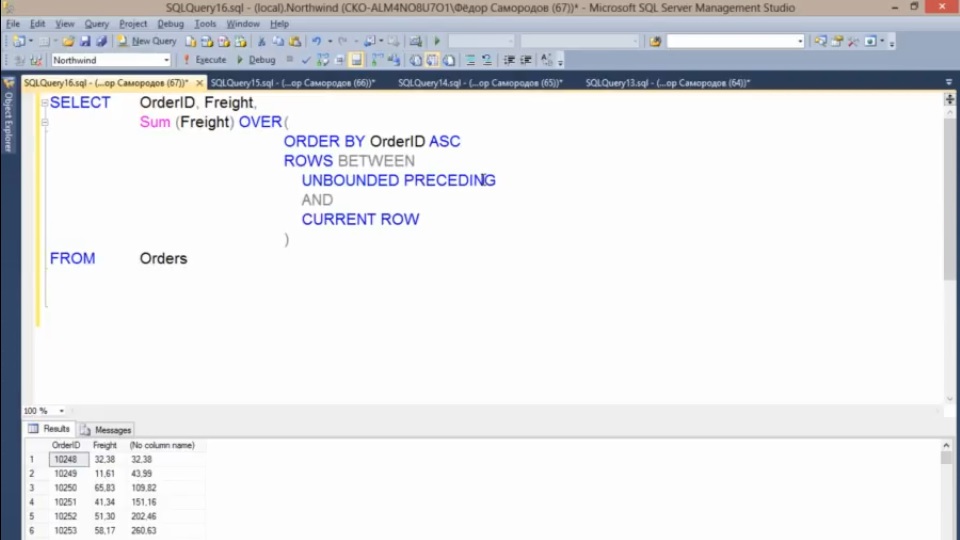 SQLQuery16.sql - (local).Northwind (CKO-ALM4NO8U7O1\Фёдор Самородов (67))* - Microsoft SQL Server Management Studio
File Edit View Query Project Debug Tools Window Help
New Query
Northwind Execute Debug
SQLQuery16.sql - (...ор Самородов (67))* SQLQuery15.sql - (...ор Самородов (66))* SQLQuery14.sql - (...ор Самородов (65))* SQLQuery13.sql - (...ор Самородов (64))*
Object Explorer
SELECT OrderID, Freight,
Sum (Freight) OVER(
ORDER BY OrderID ASC
ROWS BETWEEN
UNBOUNDED PRECEDING
AND
CURRENT ROW
)
FROM Orders
100 %
Results Messages
OrderID Freight (No column name)
1 10248 32,38 32,38
2 10249 11,61 43,99
3 10250 65,83 109,82
4 10251 41,34 151,16
5 10252 51,30 202,46
6 10253 58,17 260,63